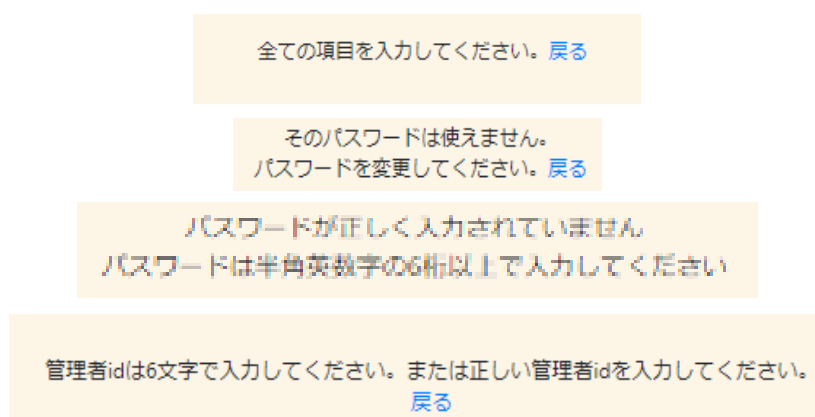 全ての項目を入力してください。戻る
そのパスワードは使えません。
パスワードを変更してください。戻る
パスワードが正しく入力されていません
パスワードは半角英数字の6桁以上で入力してください
管理者idは6文字で入力してください。または正しい管理者idを入力してください。
戻る